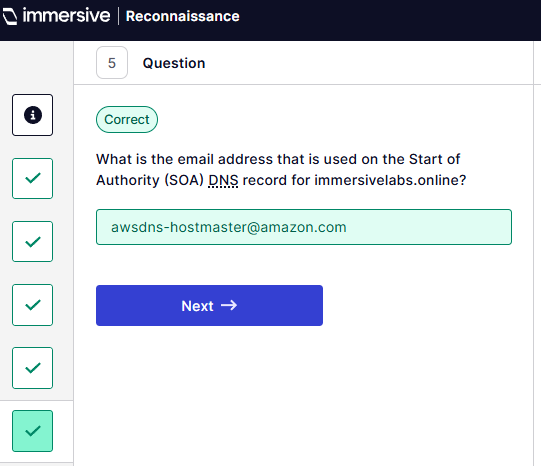 immersive | Reconnaissance
5 Question
Correct
What is the email address that is used on the Start of
Authority (SOA) DNS record for immersivelabs.online?
awsdns-hostmaster@amazon.com
Next →